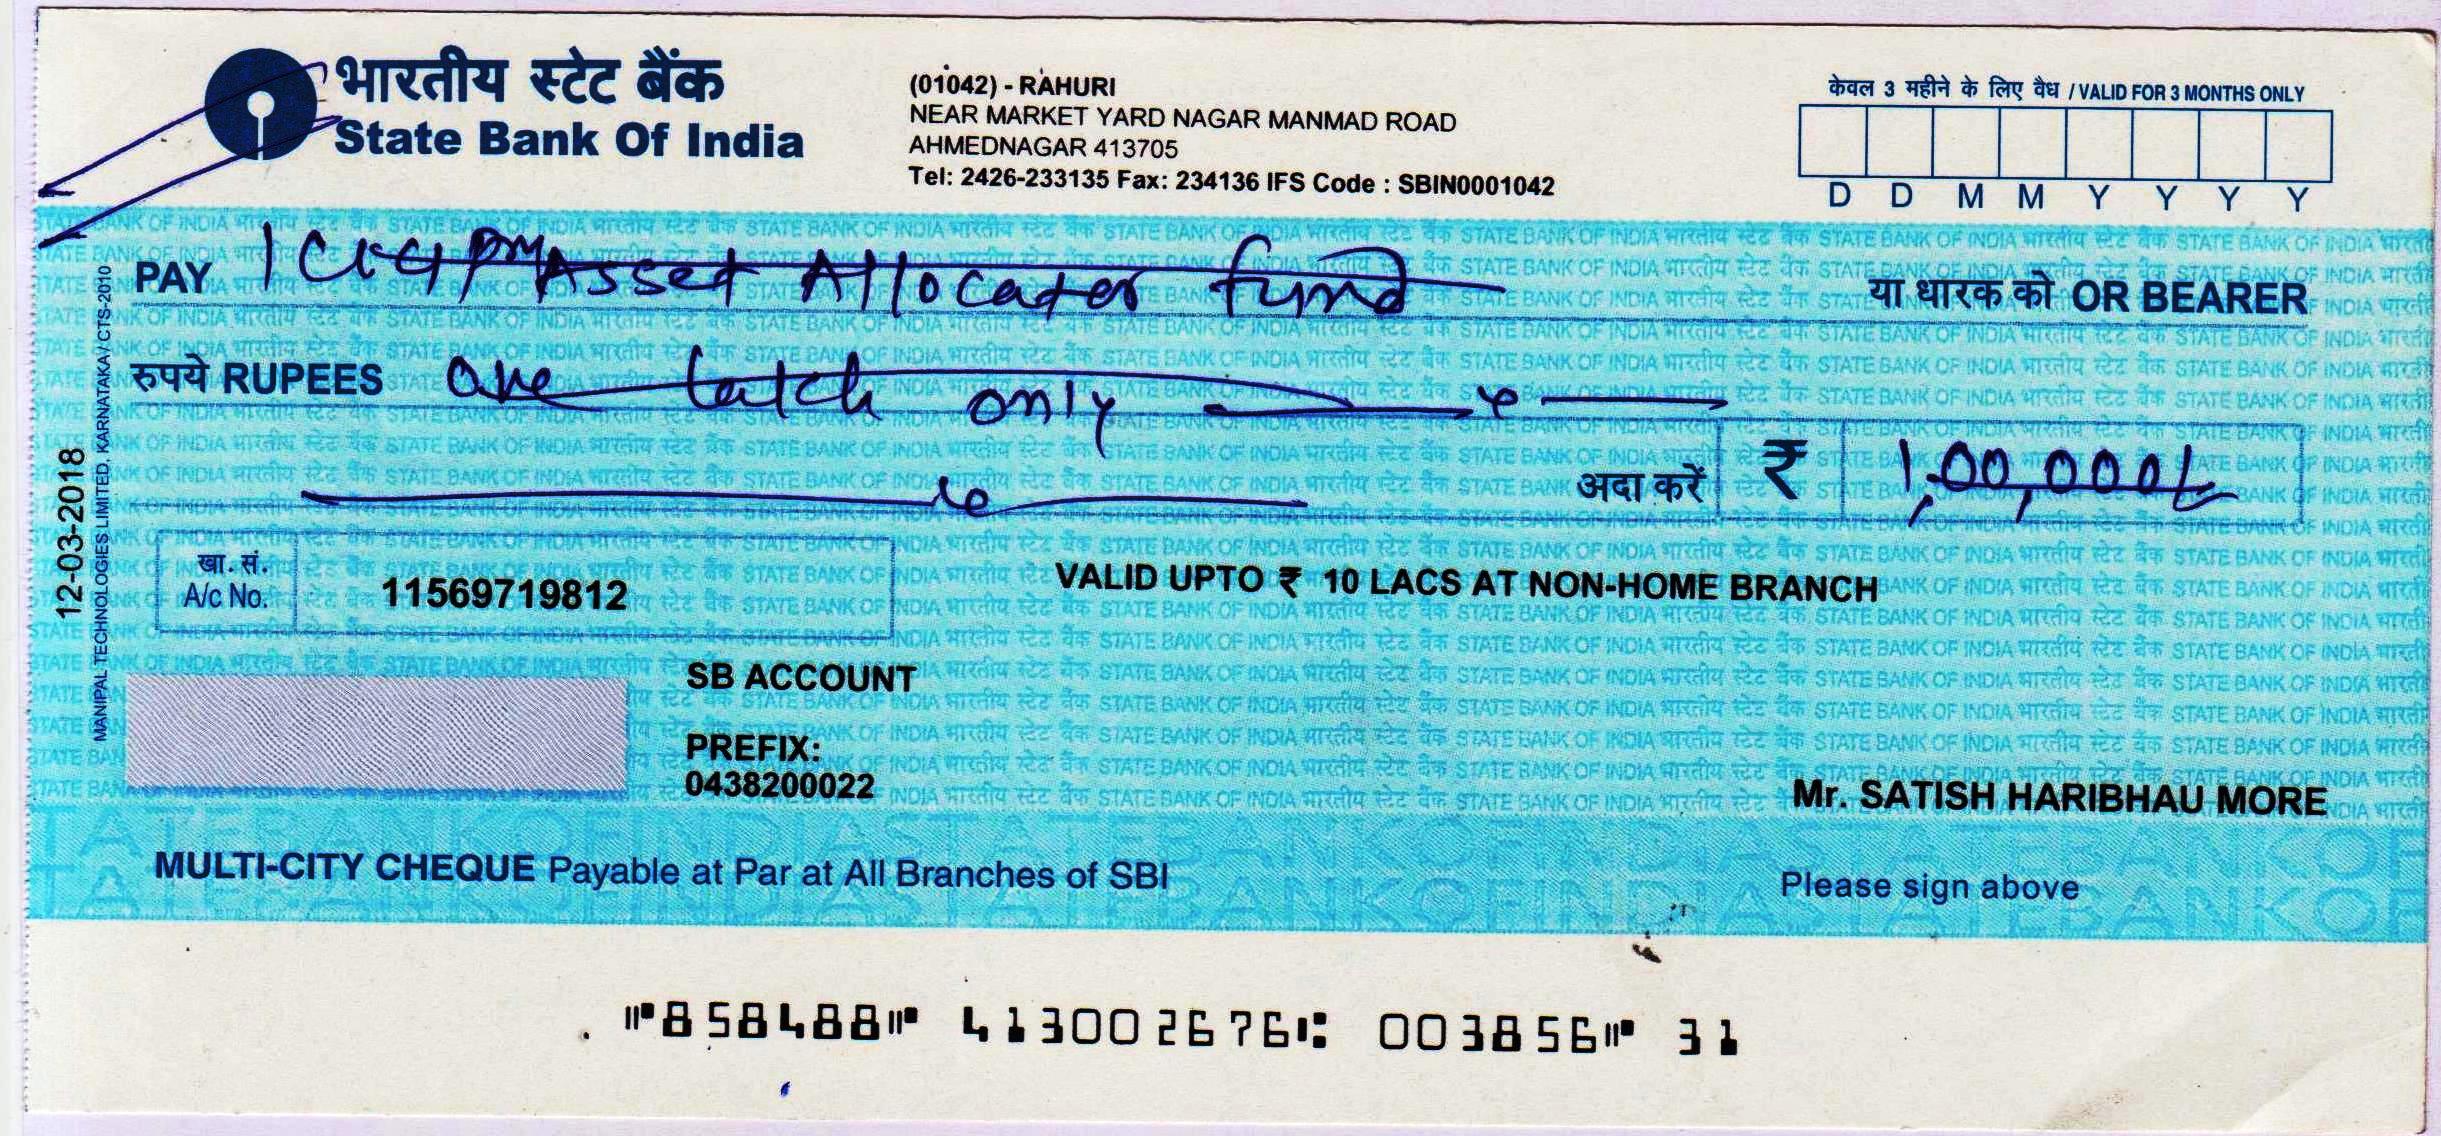 भारतीय स्टेट बैंक
State Bank Of India
(01042) - RAHURI
NEAR MARKET YARD NAGAR MANMAD ROAD
AHMEDNAGAR 413705
Tel: 2426-233135 Fax: 234136 IFS Code : SBIN0001042
केवल 3 महीने के लिए वैध / VALID FOR 3 MONTHS ONLY
D D M M Y Y Y Y
PAY Asset Allocater fund या धारक को OR BEARER
रुपये RUPEES one latch only
अदा करें ₹ 1,00,000/-
खा. सं.
A/c No. 11569719812
VALID UPTO ₹ 10 LACS AT NON-HOME BRANCH
SB ACCOUNT
PREFIX:
0438200022
Mr. SATISH HARIBHAU MORE
MULTI-CITY CHEQUE Payable at Par at All Branches of SBI
Please sign above
⑈858488⑈ 413002676⑆ 003856⑈ 31
12-03-2018
MANIPAL TECHNOLOGIES LIMITED, KARNATAKA / CTS-2010